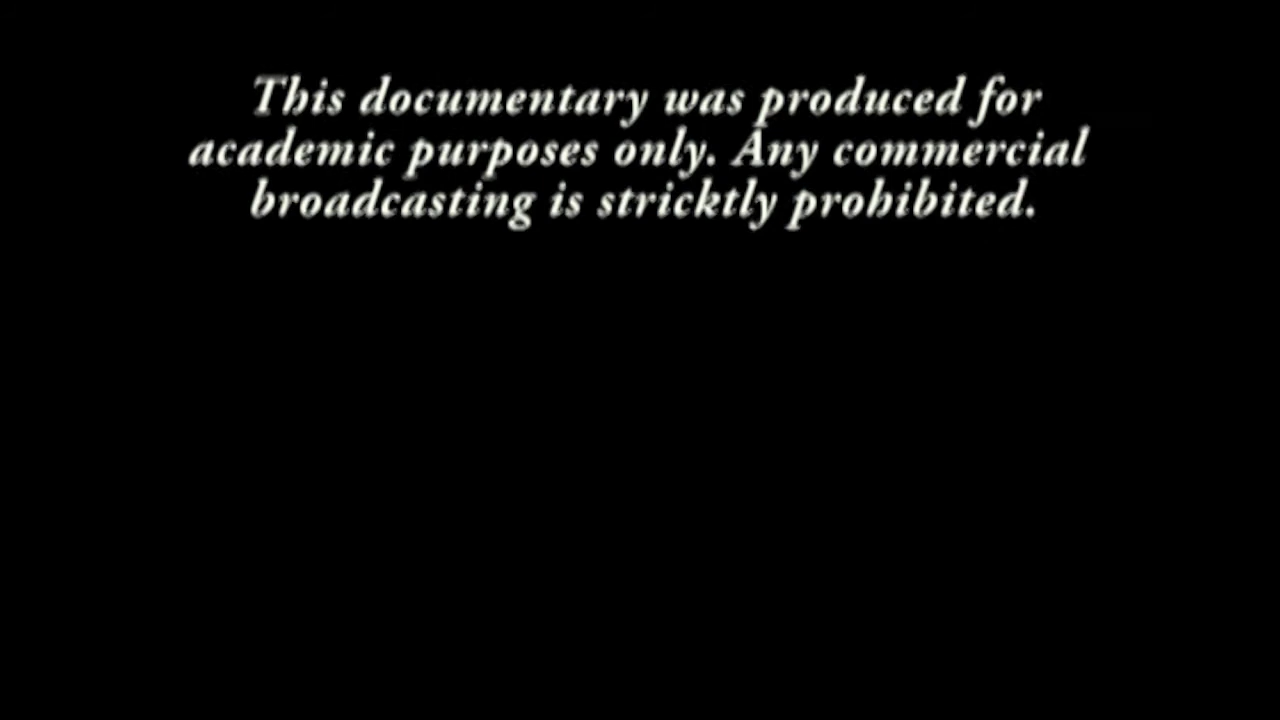 This documentary was produced for
academic purposes only. Any commercial
broadcasting is stricktly prohibited.